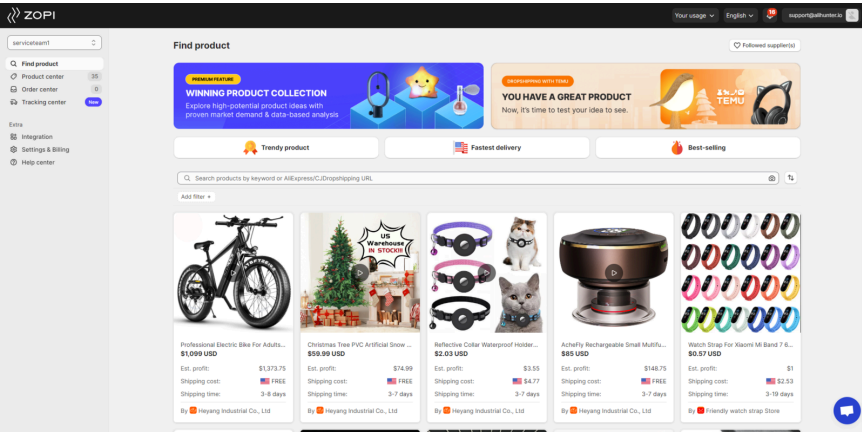 ZOPI
Your usage
English
18
support@alihunter.io
serviceteam1
Find product
Product center 35
Order center 0
Tracking center New
Extra
Integration
Settings & Billing
Help center
Find product
Followed supplier(s)
PREMIUM FEATURE
WINNING PRODUCT COLLECTION
Explore high-potential product ideas with
proven market demand & data-based analysis
DROPSHIPPING WITH TEMU
YOU HAVE A GREAT PRODUCT
Now, it's time to test your idea to see.
TEMU
Trendy product
Fastest delivery
Best-selling
Search products by keyword or AliExpress/CJDropshipping URL
Add filter +
US
Warehouse
IN STOCK!!!
Professional Electric Bike For Adults...
$1,099 USD
Est. profit: $1,373.75
Shipping cost: FREE
Shipping time: 3-8 days
By Heyang Industrial Co., Ltd
Christmas Tree PVC Artificial Snow ...
$59.99 USD
Est. profit: $74.99
Shipping cost: FREE
Shipping time: 3-7 days
By Heyang Industrial Co., Ltd
Reflective Collar Waterproof Holder...
$2.03 USD
Est. profit: $3.55
Shipping cost: $4.77
Shipping time: 3-7 days
By Heyang Industrial Co., Ltd
AcheFly Rechargeable Small Multifu...
$85 USD
Est. profit: $148.75
Shipping cost: FREE
Shipping time: 3-7 days
By Heyang Industrial Co., Ltd
Watch Strap For Xiaomi Mi Band 7 6...
$0.57 USD
Est. profit: $1
Shipping cost: $2.53
Shipping time: 3-19 days
By Friendly watch strap Store